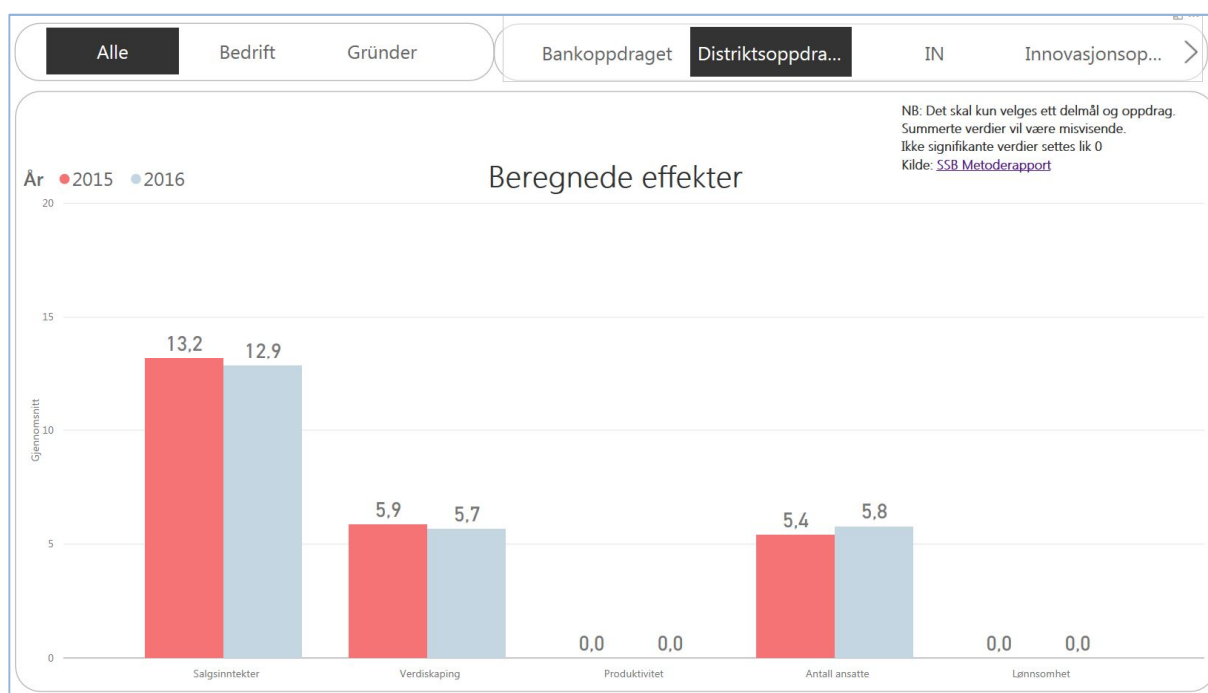 Alle Bedrift Gründer Bankoppdraget Distriktsoppdra... IN Innovasjonsop...
NB: Det skal kun velges ett delmål og oppdrag.
Summerte verdier vil være misvisende.
Ikke signifikante verdier settes lik 0
Kilde: SSB Metoderapport
År 2015 2016
Beregnede effekter
Gjennomsnitt
20
15
10
5
0
13,2 12,9
5,9 5,7
0,0 0,0
5,4 5,8
0,0 0,0
Salgsinntekter Verdiskaping Produktivitet Antall ansatte Lønnsomhet